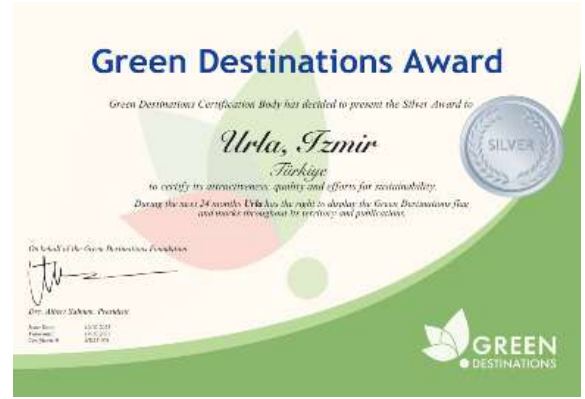 Green Destinations Award
Green Destinations Certification Body has decided to present the Silver Award to
Urla, Izmir
Türkiye
to certify its attractiveness, quality and efforts for sustainability.
During the next 24 months Urla has the right to display the Green Destinations flag
and marks throughout its territory and publications.
SILVER
On behalf of the Green Destinations Foundation
Drs. Albert Salman, President
Issue Date:
GREEN
DESTINATIONS